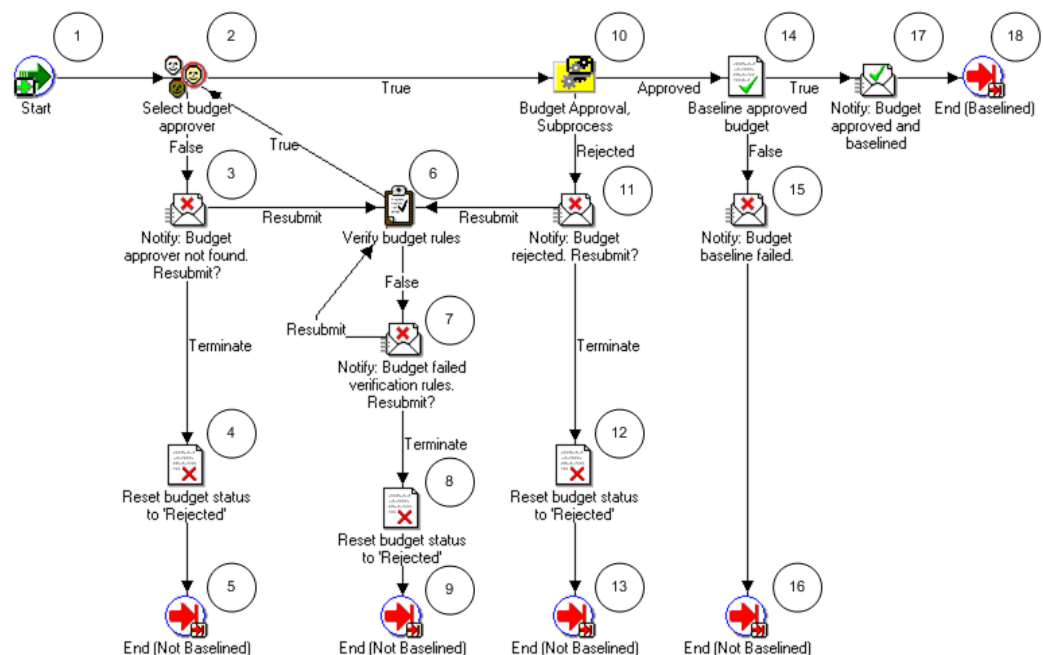 1
2
10
14
17
18
Start
Select budget
approver
True
Budget Approval,
Subprocess
Approved
Baseline approved
budget
True
Notify: Budget
approved and
baselined
End (Baselined)
False
True
Rejected
False
3
6
11
15
Resubmit
Resubmit
Notify: Budget
approver not found.
Resubmit?
Verify budget rules
Notify: Budget
rejected. Resubmit?
Notify: Budget
baseline failed.
False
Resubmit
7
Terminate
Notify: Budget failed
verification rules.
Resubmit?
Terminate
4
Terminate
12
8
Reset budget status
to 'Rejected'
Reset budget status
to 'Rejected'
Reset budget status
to 'Rejected'
5
9
13
16
End (Not Baselined)
End (Not Baselined)
End (Not Baselined)
End (Not Baselined)